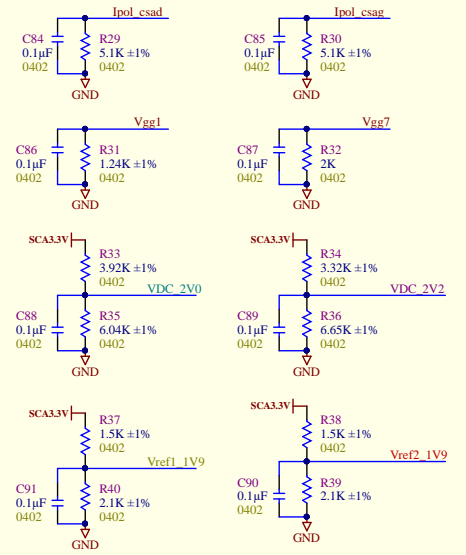 Ipol_csad
C84
0.1µF
0402
R29
5.1K ±1%
0402
GND
Ipol_csag
C85
0.1µF
0402
R30
5.1K ±1%
0402
GND
Vgg1
C86
0.1µF
0402
R31
1.24K ±1%
0402
GND
Vgg7
C87
0.1µF
0402
R32
2K
0402
GND
SCA3.3V
R33
3.92K ±1%
0402
VDC_2V0
C88
0.1µF
0402
R35
6.04K ±1%
0402
GND
SCA3.3V
R34
3.32K ±1%
0402
VDC_2V2
C89
0.1µF
0402
R36
6.65K ±1%
0402
GND
SCA3.3V
R37
1.5K ±1%
Vref1_1V9
C91
0.1µF
0402
R40
2.1K ±1%
0402
GND
SCA3.3V
R38
1.5K ±1%
Vref2_1V9
C90
0.1µF
0402
R39
2.1K ±1%
0402
GND